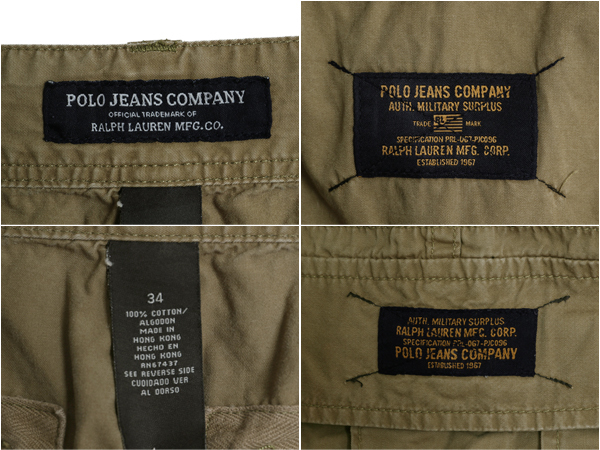 POLO JEANS COMPANY
OFFICIAL TRADEMARK OF
RALPH LAUREN MFG.CO.
POLO JEANS COMPANY
AUTH. MILITARY SURPLUS
TRADE RL MARK
SPECIFICATION PRL-067-PJC096
RALPH LAUREN MFG. CORP.
ESTABLISHED 1967
34
100% COTTON/
ALGODON
MADE IN
HONG KONG
HECHO EN
HONG KONG
RN67437
SEE REVERSE SIDE
CUOIDADO VER
AL DORSO
AUTH. MILITARY SURPLUS
RALPH LAUREN MFG. CORP.
SPECIFICATION PRL-067-PJC096
POLO JEANS COMPANY
ESTABLISHED 1967